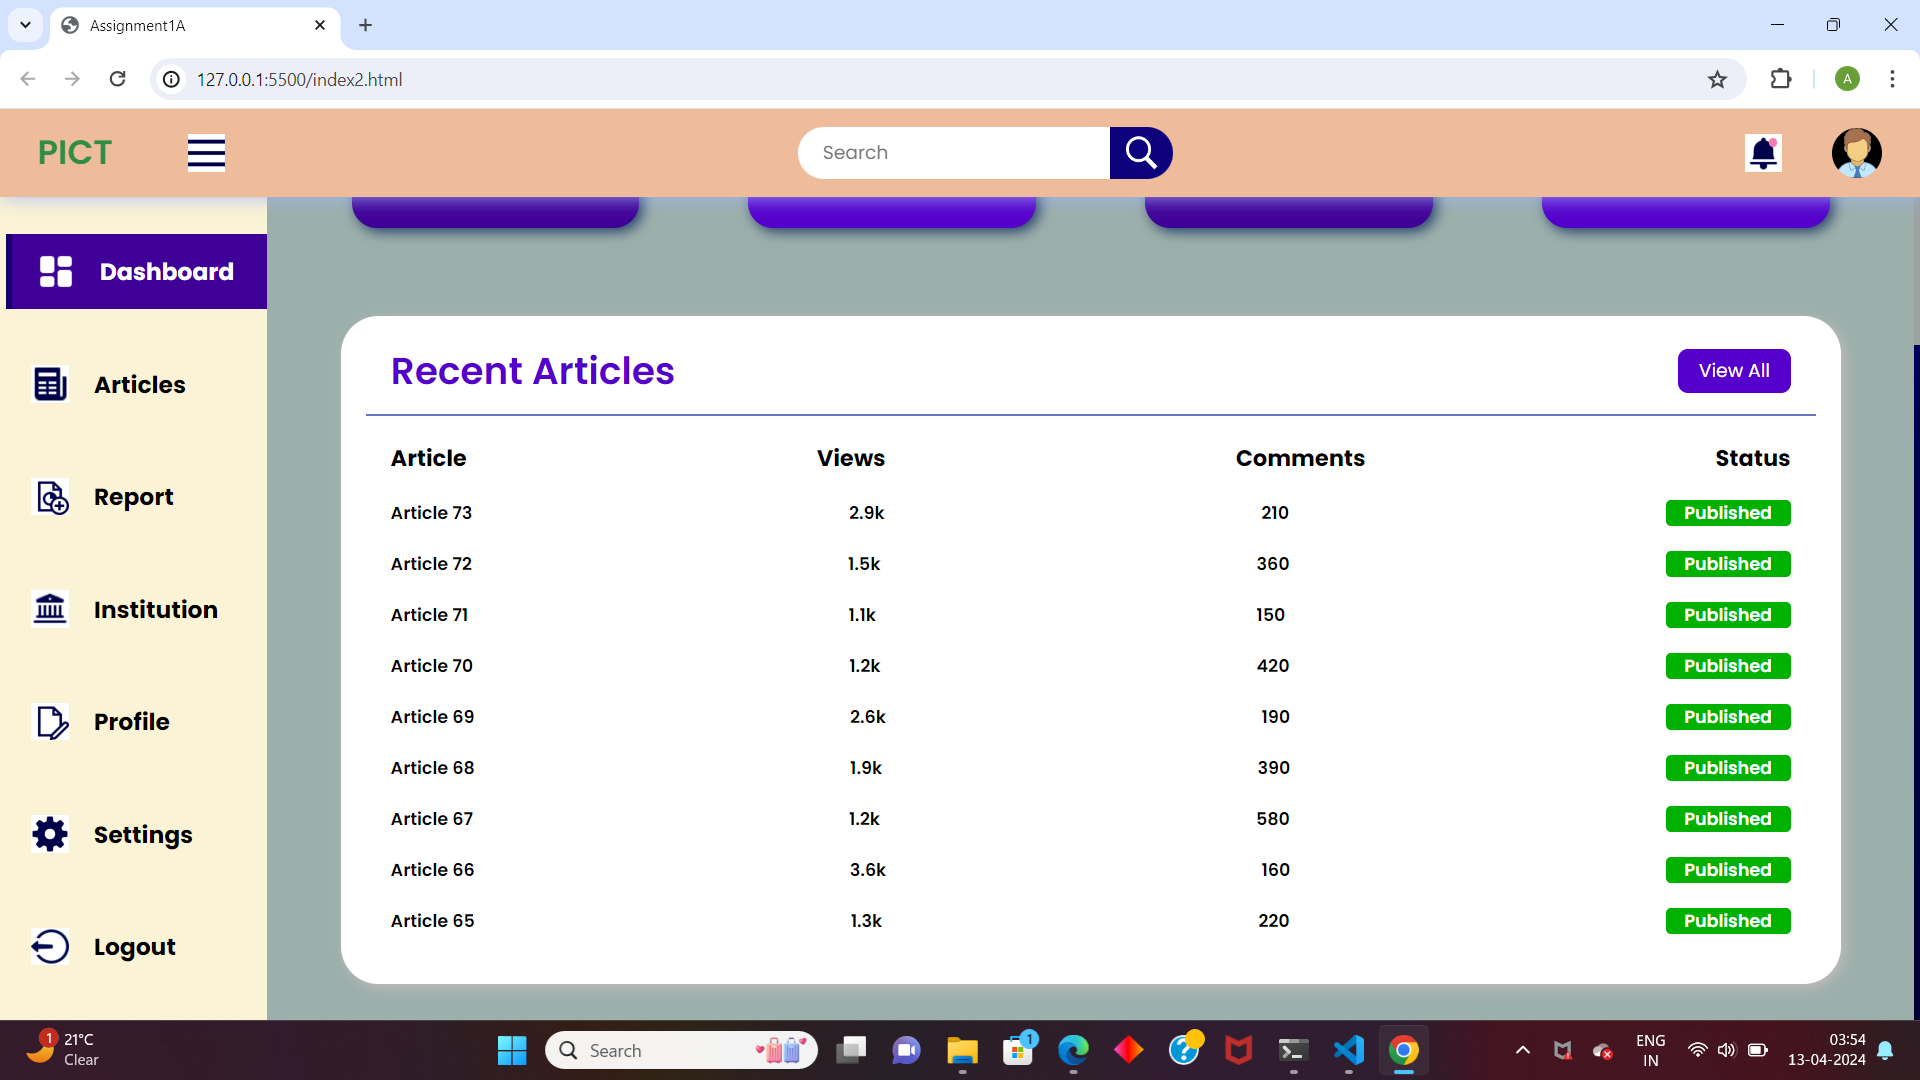 Assignment1A
127.0.0.1:5500/index2.html
A
PICT
Search
Dashboard
Articles
Report
Institution
Profile
Settings
Logout
Recent Articles
View All
Article Views Comments Status
Article 73 2.9k 210 Published
Article 72 1.5k 360 Published
Article 71 1.1k 150 Published
Article 70 1.2k 420 Published
Article 69 2.6k 190 Published
Article 68 1.9k 390 Published
Article 67 1.2k 580 Published
Article 66 3.6k 160 Published
Article 65 1.3k 220 Published
1
21°C
Clear
Search
1
ENG
IN
03:54
13-04-2024